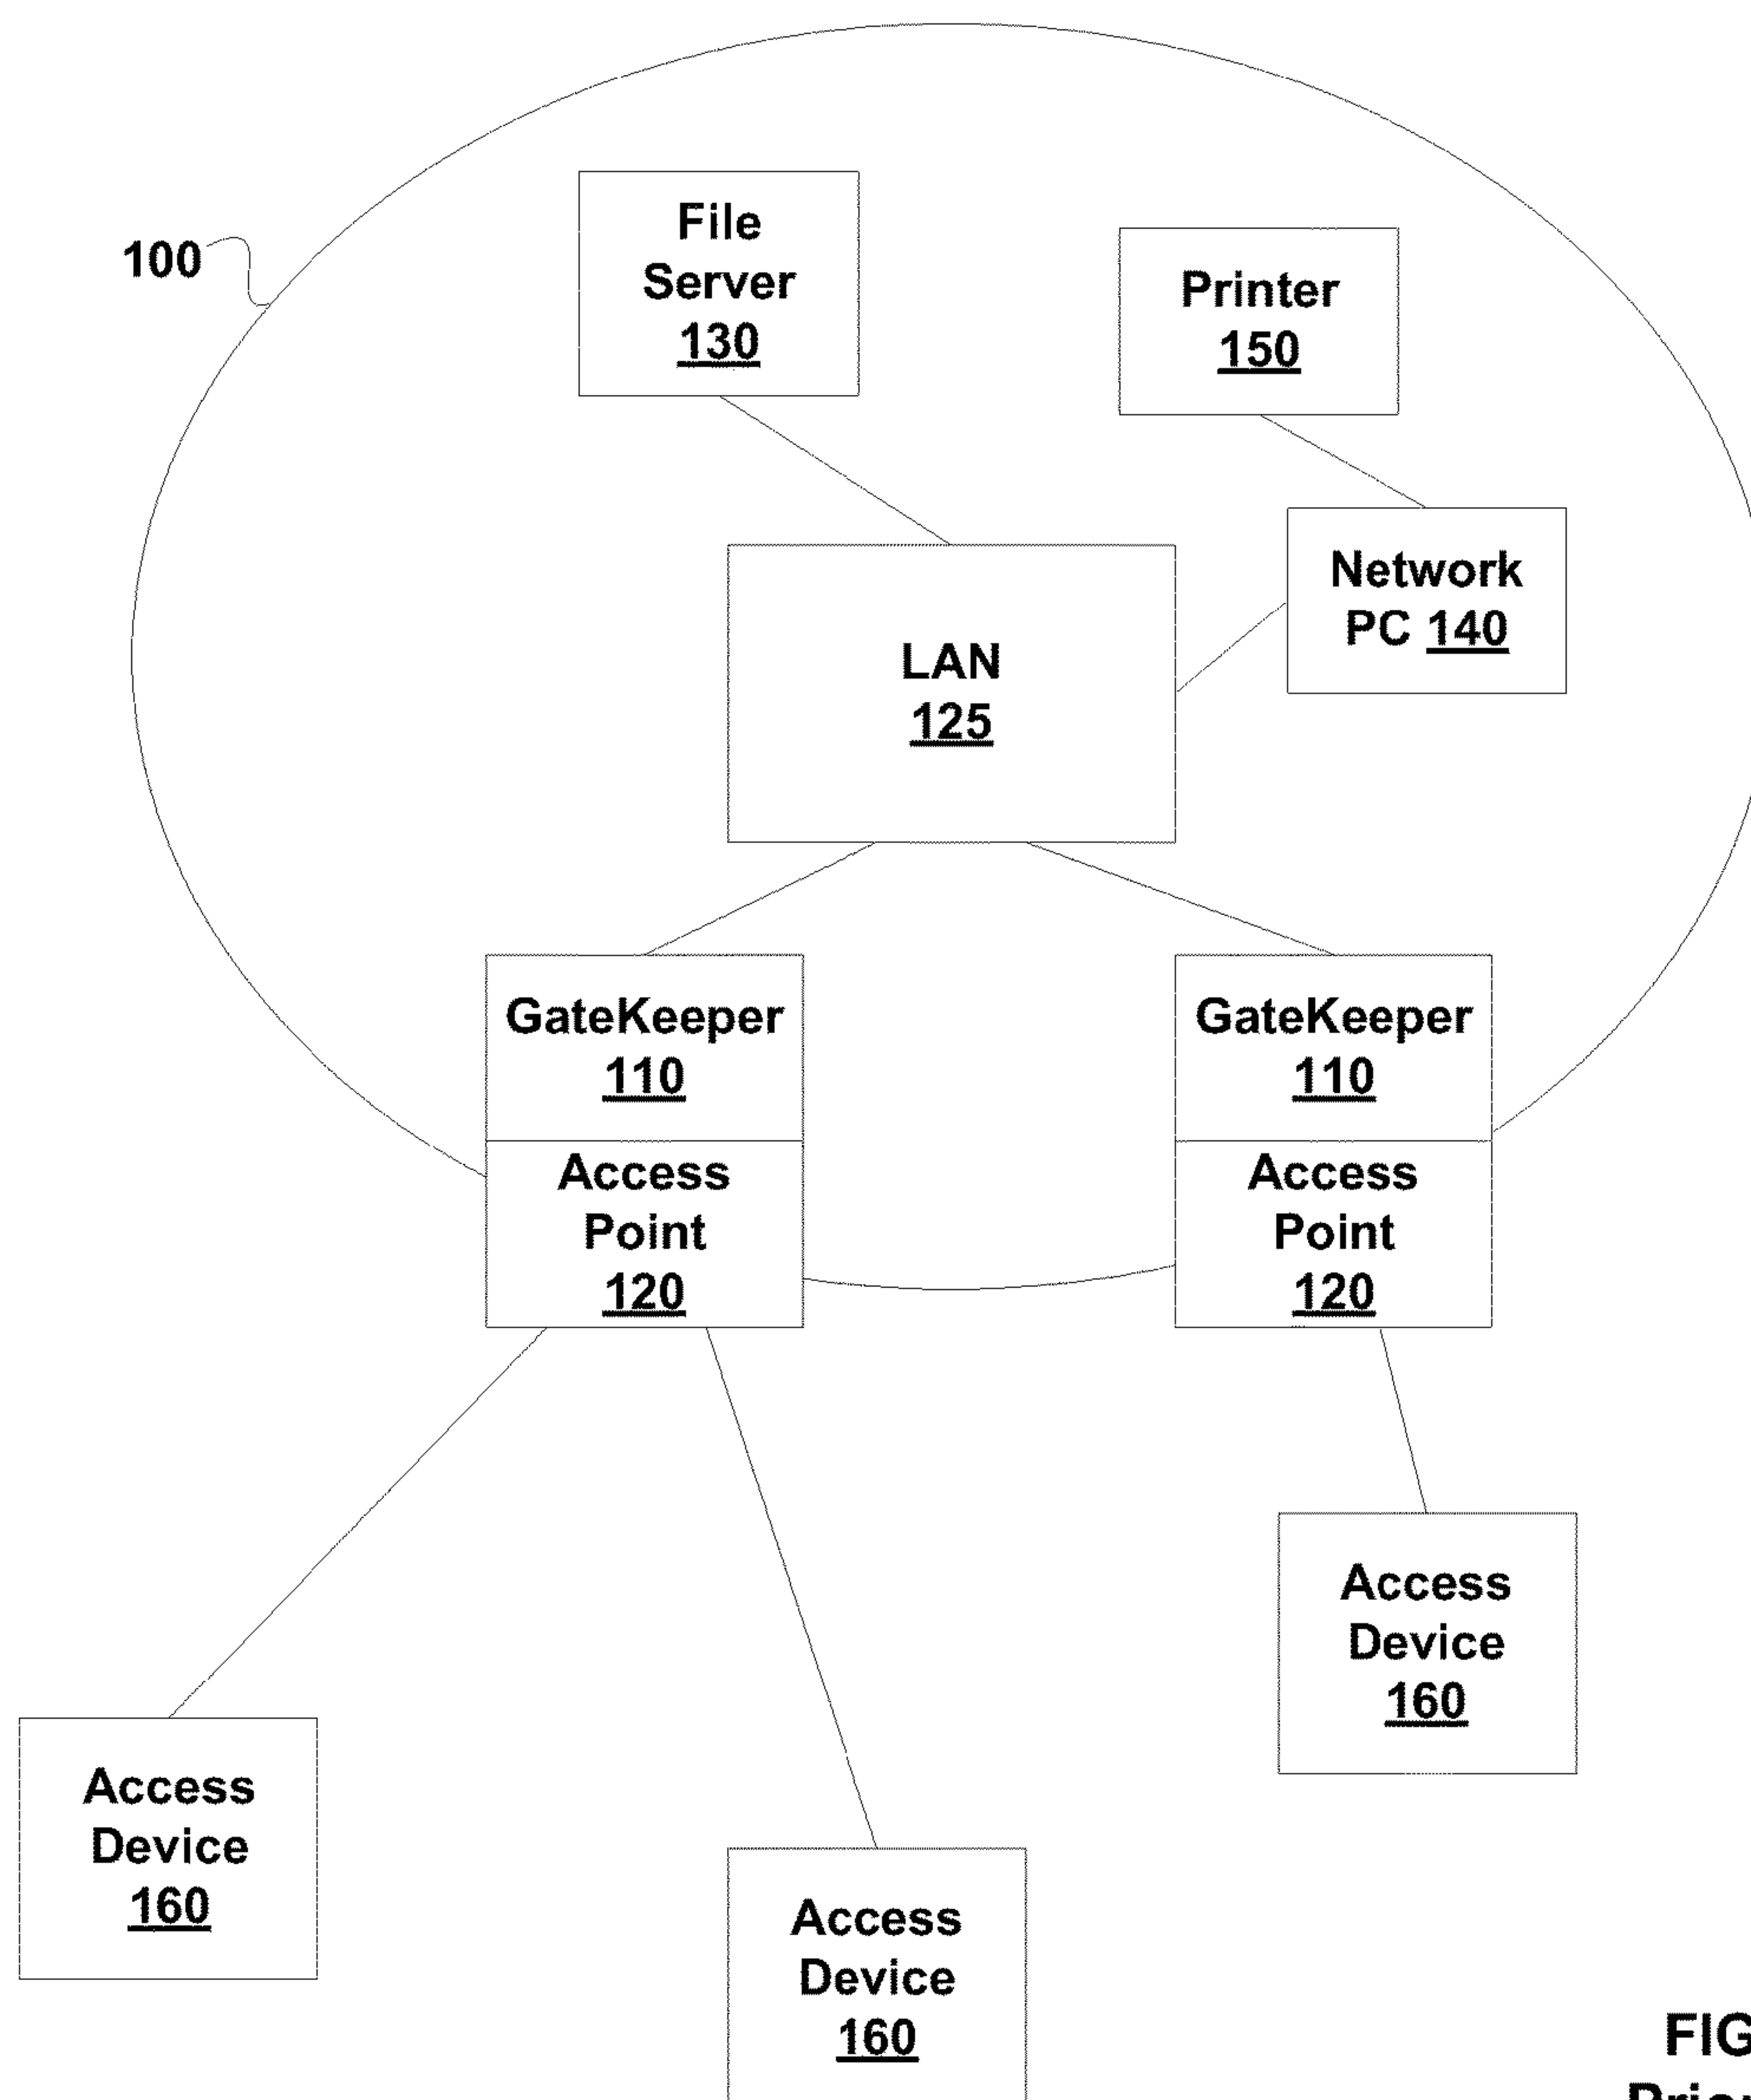 100
File
Server
130
Printer
150
Network
PC 140
LAN
125
GateKeeper
110
GateKeeper
110
Access
Point
120
Access
Point
120
Access
Device
160
Access
Device
160
Access
Device
160
FIG